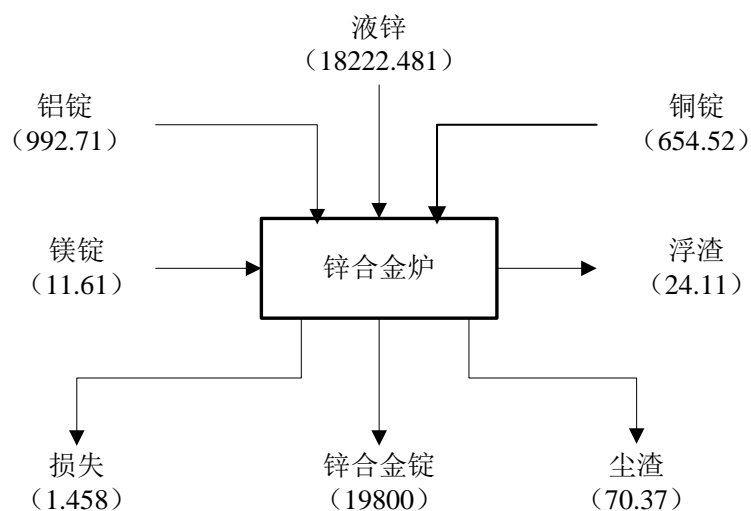 液锌
（18222.481）
铝锭
（992.71）
铜锭
（654.52）
镁锭
（11.61）
锌合金炉
浮渣
（24.11）
损失
（1.458）
锌合金锭
（19800）
尘渣
（70.37）